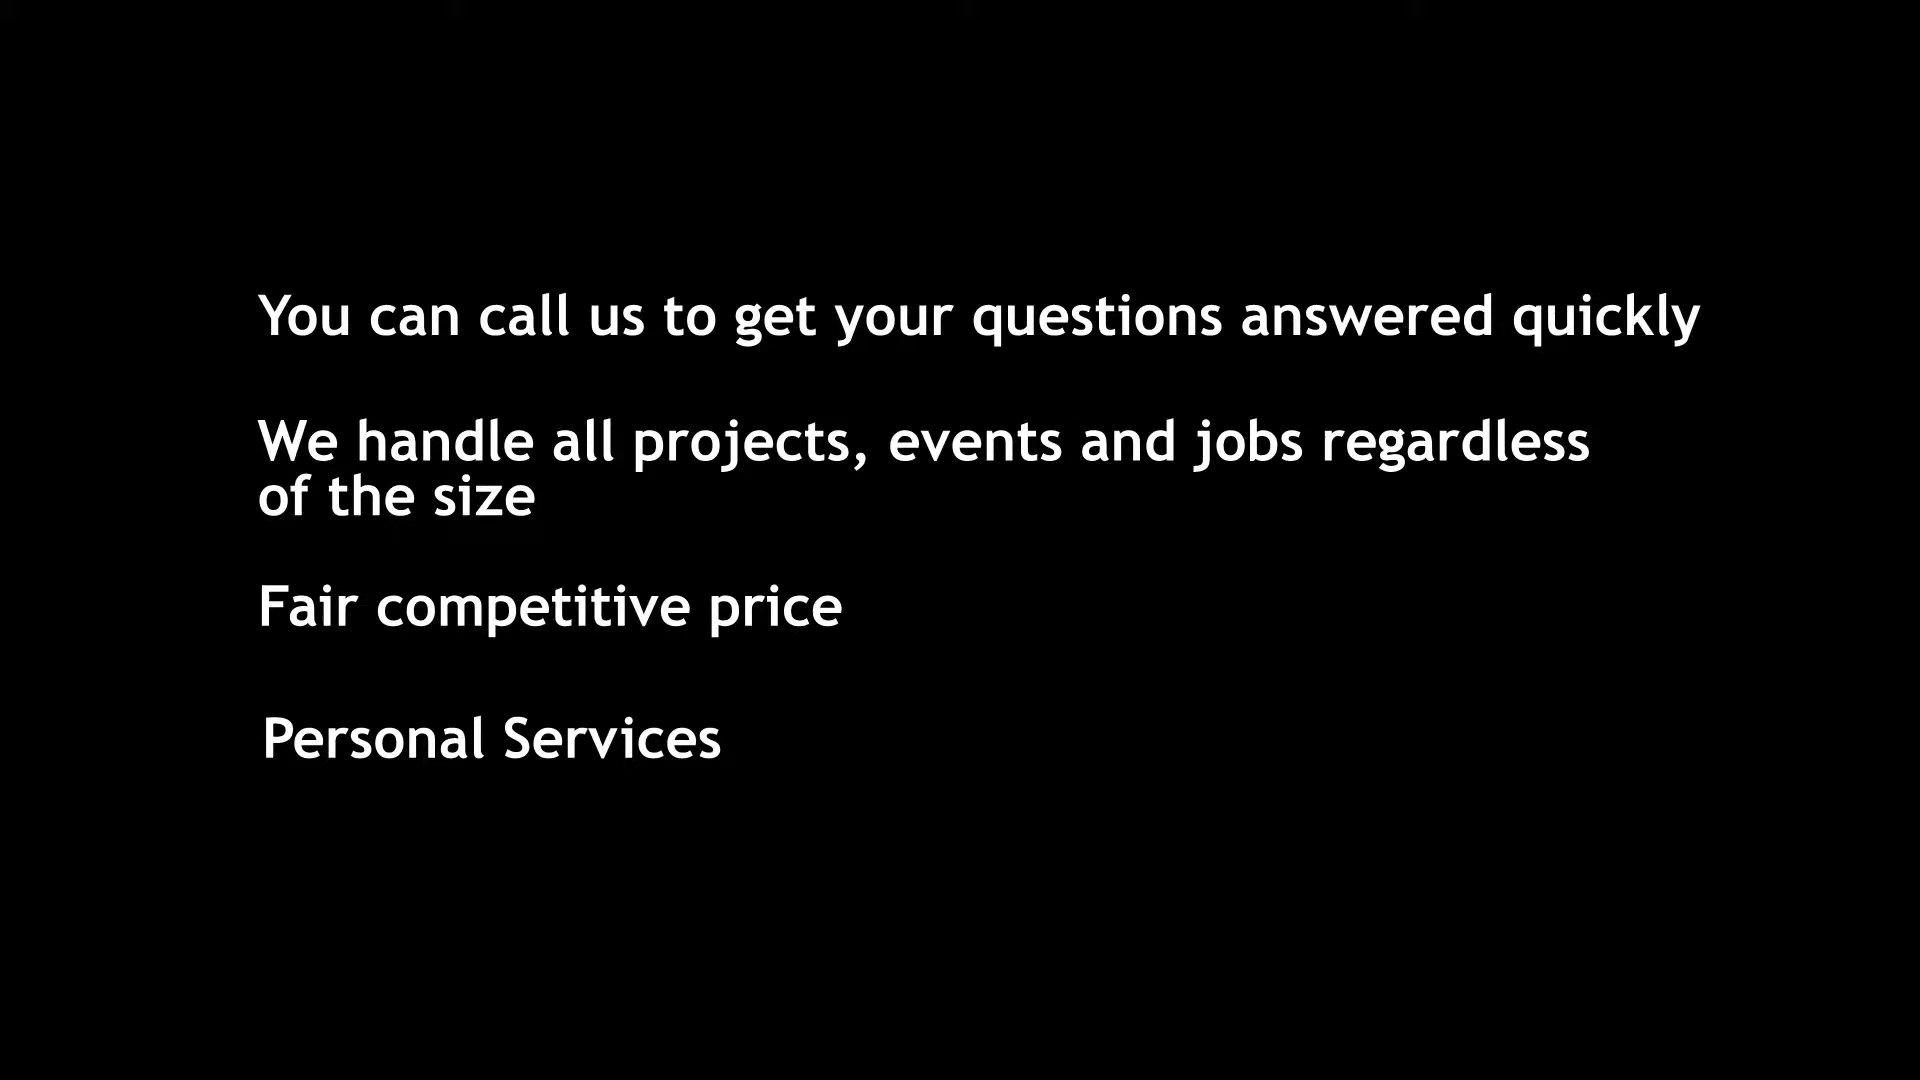 You can call us to get your questions answered quickly
We handle all projects, events and jobs regardless
of the size
Fair competitive price
Personal Services